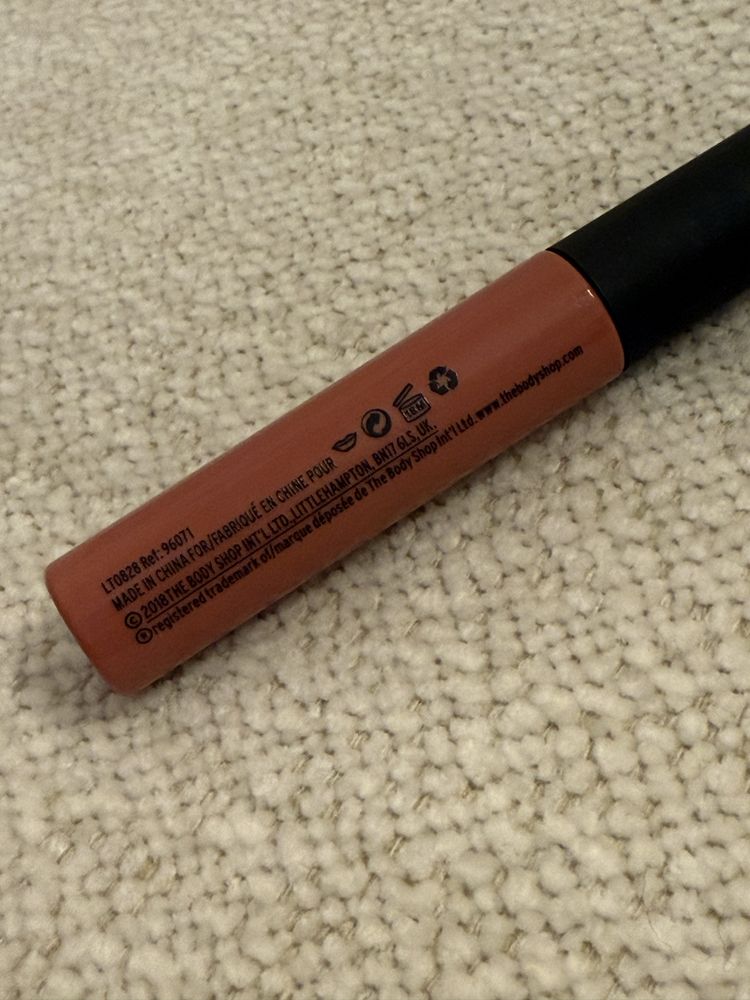 LT0828 Ref: 96071
MADE IN CHINA FOR/FABRIQUÉ EN CHINE POUR
© 2018 THE BODY SHOP INT'L LTD., LITTLEHAMPTON, BN17 6LS, UK.
® registered trademark of/marque déposée de The Body Shop Int'l Ltd. www.thebodyshop.com
18M